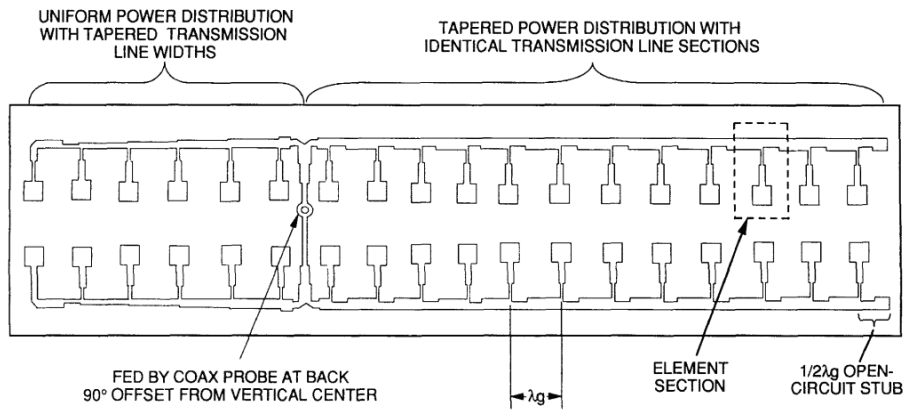 UNIFORM POWER DISTRIBUTION
WITH TAPERED TRANSMISSION
LINE WIDTHS
TAPERED POWER DISTRIBUTION WITH
IDENTICAL TRANSMISSION LINE SECTIONS
FED BY COAX PROBE AT BACK
90° OFFSET FROM VERTICAL CENTER
λg
ELEMENT
SECTION
1/2λg OPEN-
CIRCUIT STUB